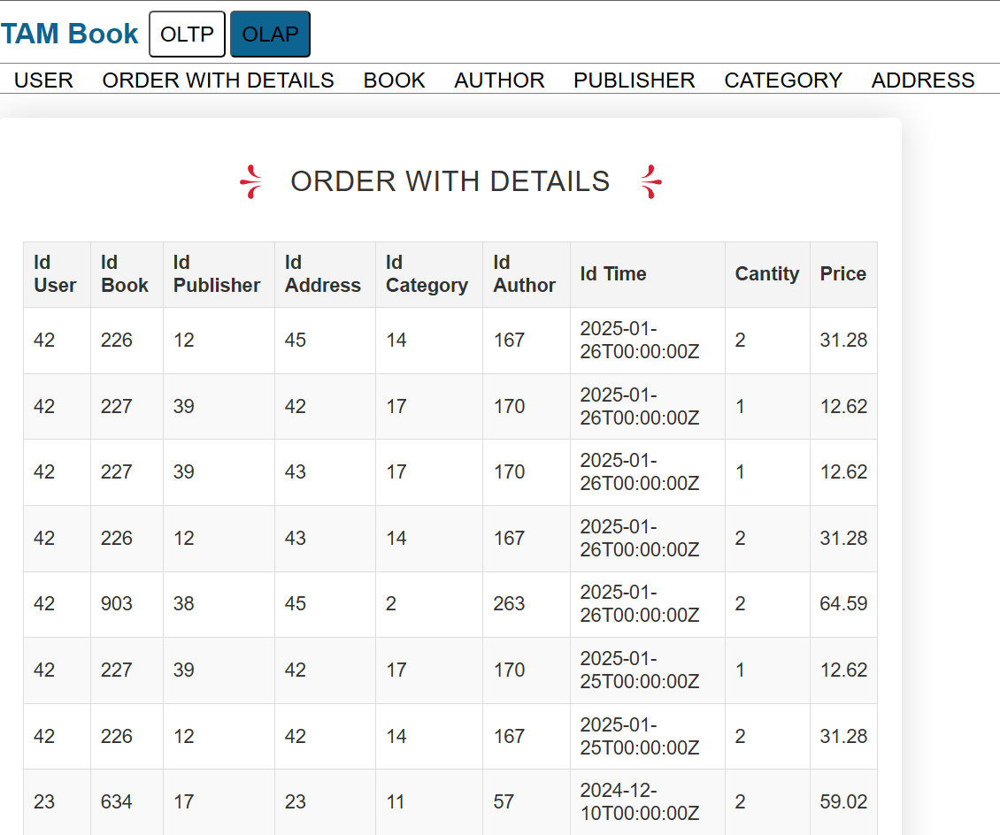 TAM Book OLTP OLAP
USER ORDER WITH DETAILS BOOK AUTHOR PUBLISHER CATEGORY ADDRESS
ORDER WITH DETAILS
Id User Id Book Id Publisher Id Address Id Category Id Author Id Time Cantity Price
42 226 12 45 14 167 2025-01-26T00:00:00Z 2 31.28
42 227 39 42 17 170 2025-01-26T00:00:00Z 1 12.62
42 227 39 43 17 170 2025-01-26T00:00:00Z 1 12.62
42 226 12 43 14 167 2025-01-26T00:00:00Z 2 31.28
42 903 38 45 2 263 2025-01-26T00:00:00Z 2 64.59
42 227 39 42 17 170 2025-01-25T00:00:00Z 1 12.62
42 226 12 42 14 167 2025-01-25T00:00:00Z 2 31.28
23 634 17 23 11 57 2024-12-10T00:00:00Z 2 59.02